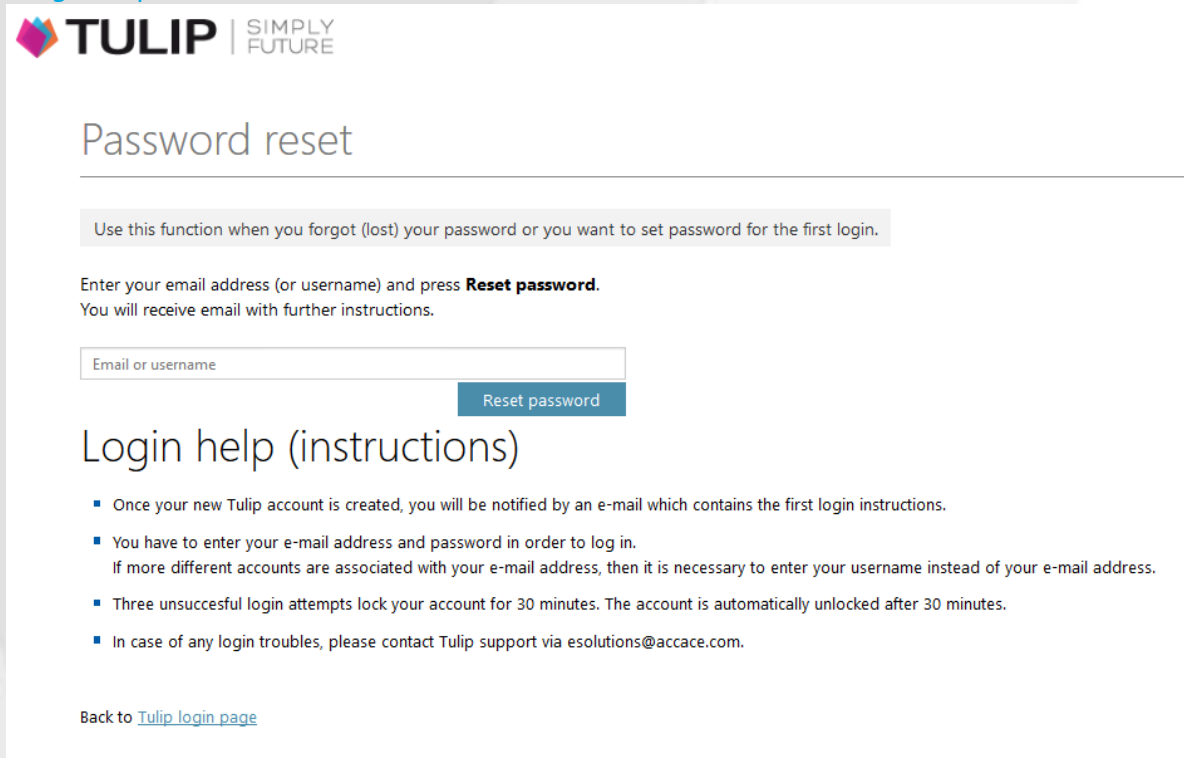 TULIP | SIMPLY FUTURE
Password reset
Use this function when you forgot (lost) your password or you want to set password for the first login.
Enter your email address (or username) and press Reset password.
You will receive email with further instructions.
Email or username
Reset password
Login help (instructions)
Once your new Tulip account is created, you will be notified by an e-mail which contains the first login instructions.
You have to enter your e-mail address and password in order to log in.
If more different accounts are associated with your e-mail address, then it is necessary to enter your username instead of your e-mail address.
Three unsuccesful login attempts lock your account for 30 minutes. The account is automatically unlocked after 30 minutes.
In case of any login troubles, please contact Tulip support via esolutions@accace.com.
Back to Tulip login page